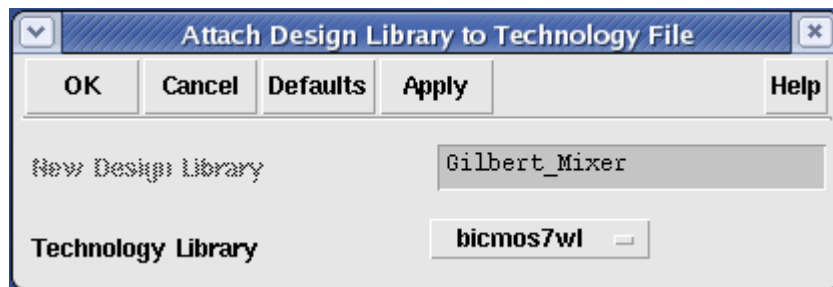 Attach Design Library to Technology File
OK Cancel Defaults Apply Help
New Design Library Gilbert_Mixer
Technology Library bicmos7wl